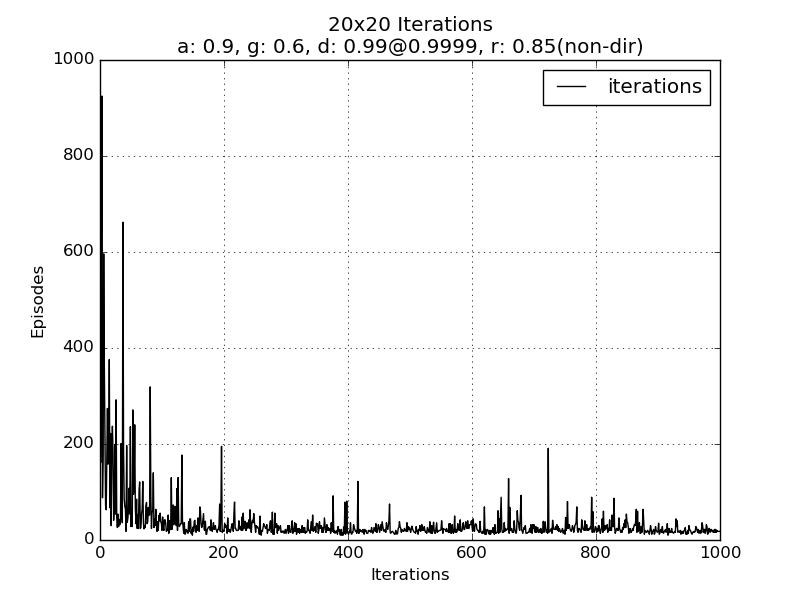 20x20 Iterations
a: 0.9, g: 0.6, d: 0.99@0.9999, r: 0.85(non-dir)
1000
iterations
800
600
Episodes
400
200
0
0 200 400 600 800 1000
Iterations